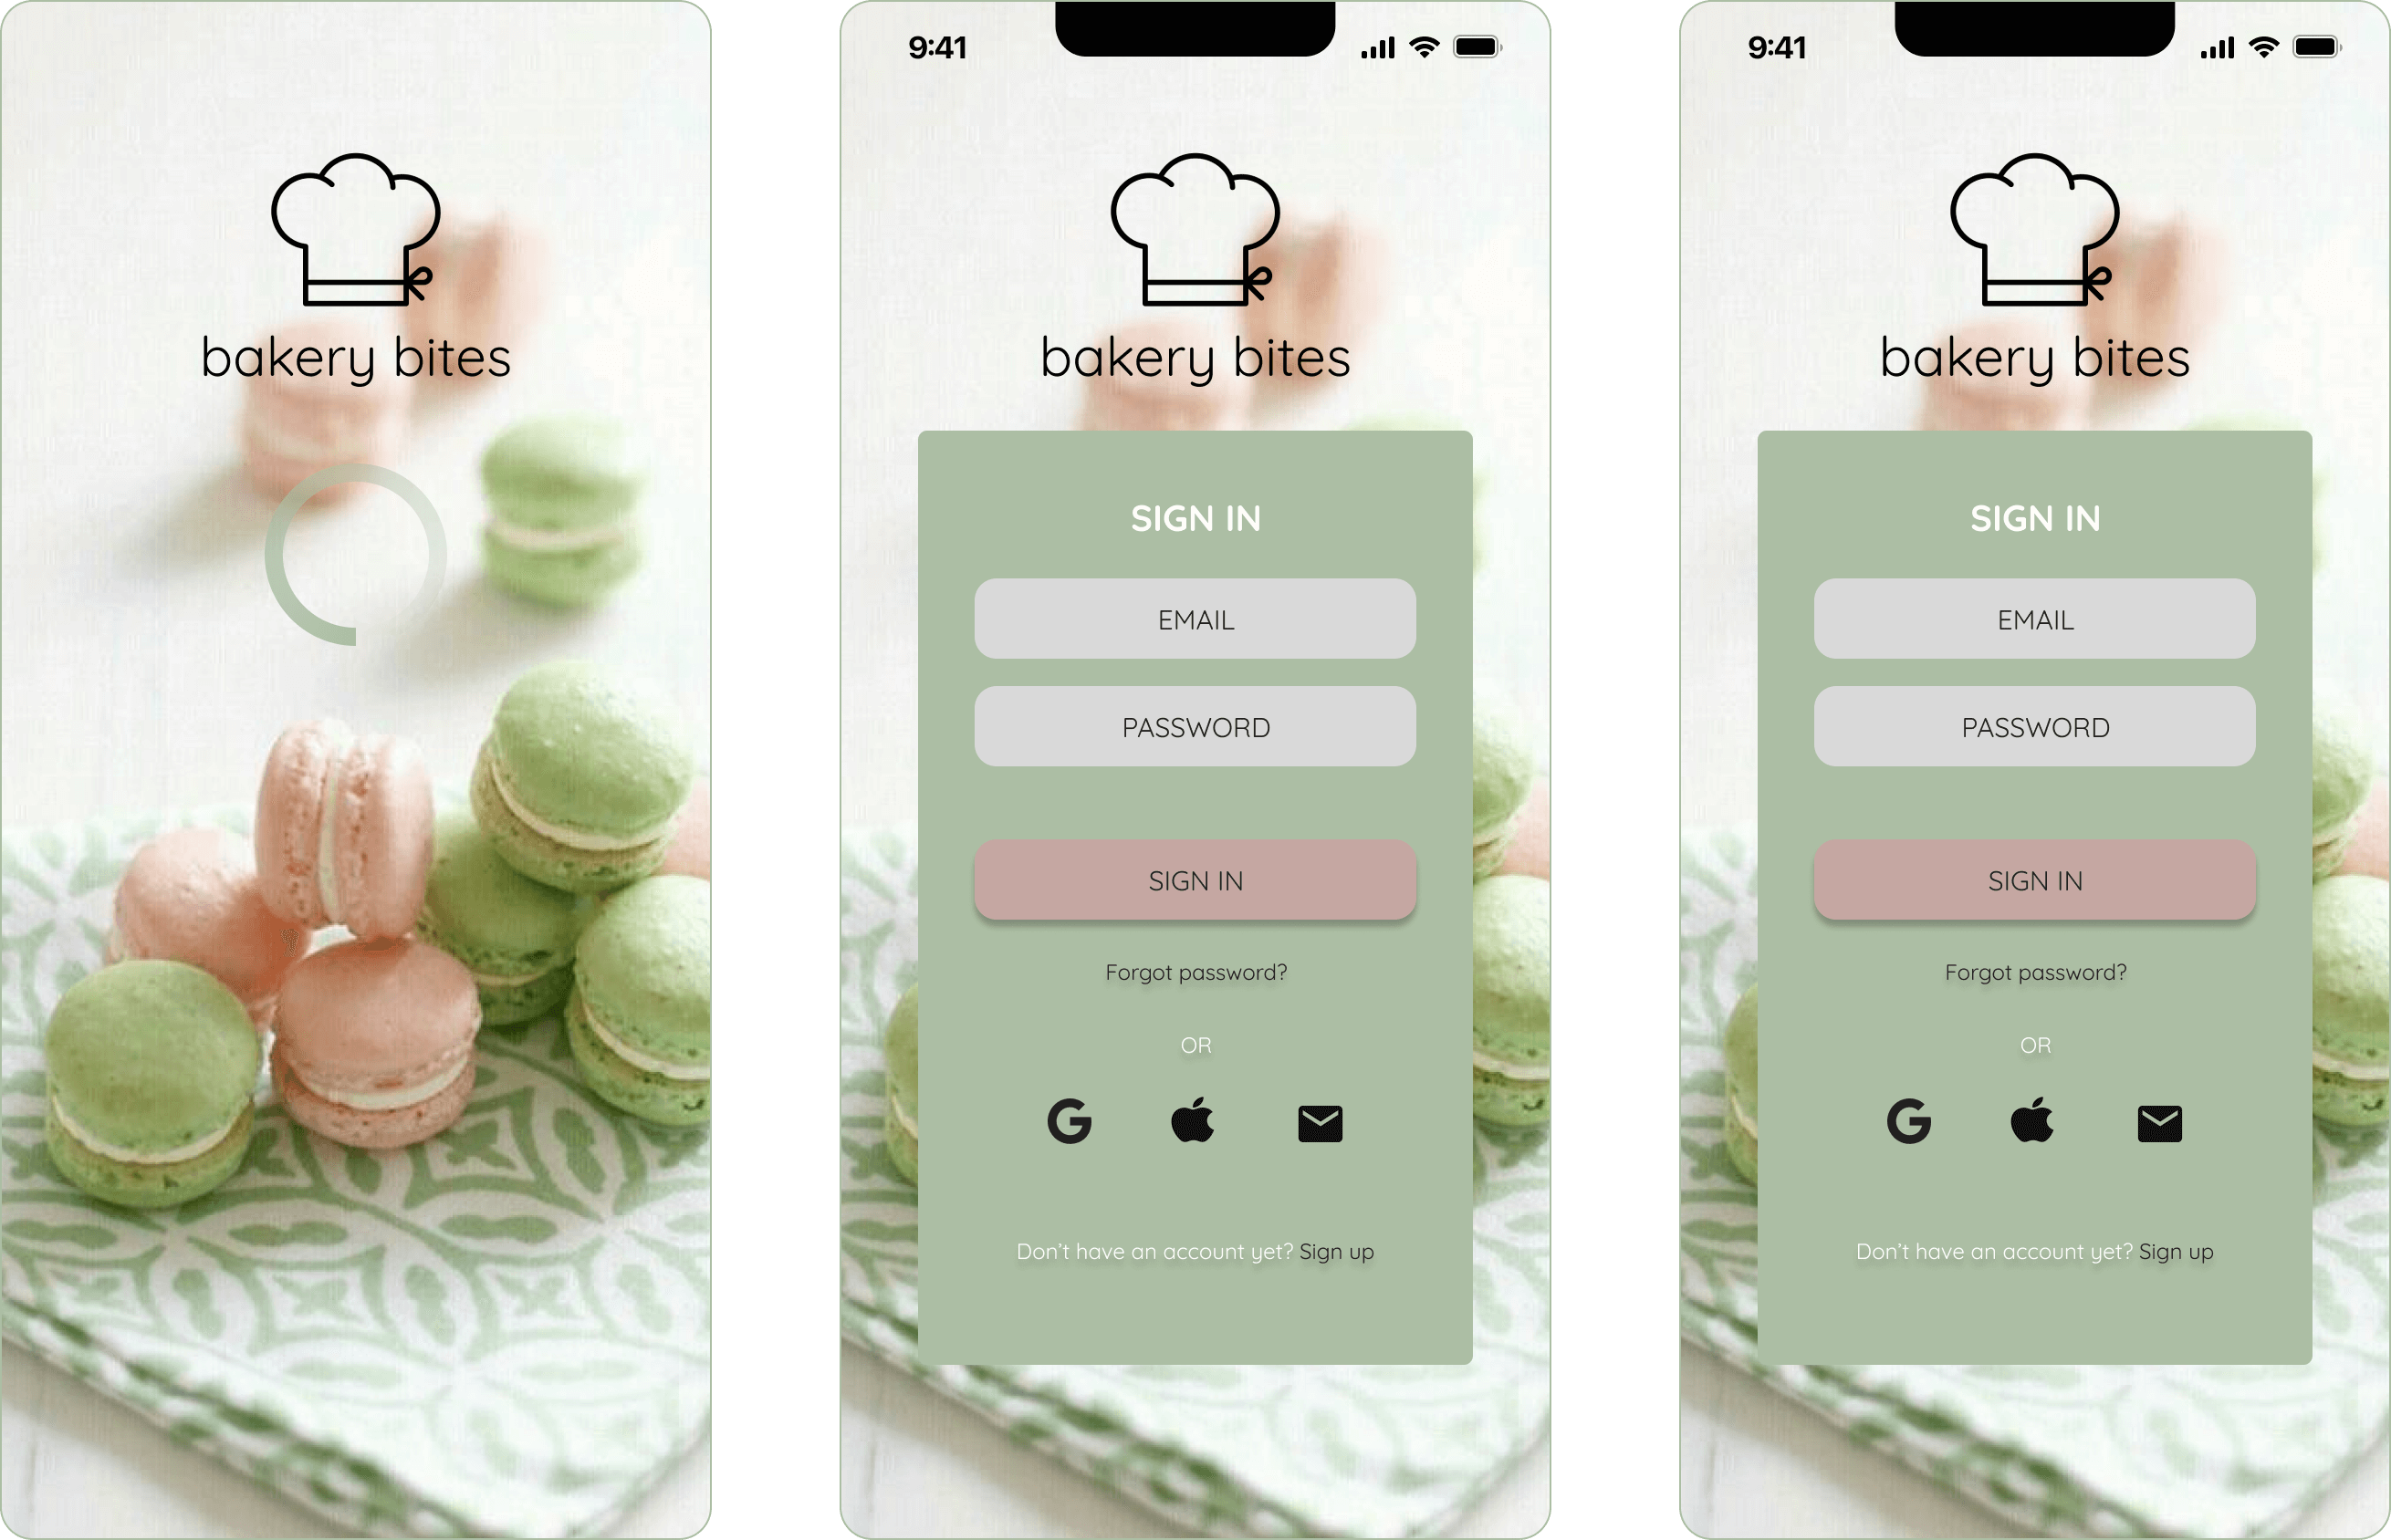 bakery bites
9:41
bakery bites
SIGN IN
EMAIL
PASSWORD
SIGN IN
Forgot password?
OR
Don't have an account yet? Sign up
9:41
bakery bites
SIGN IN
EMAIL
PASSWORD
SIGN IN
Forgot password?
OR
Don't have an account yet? Sign up